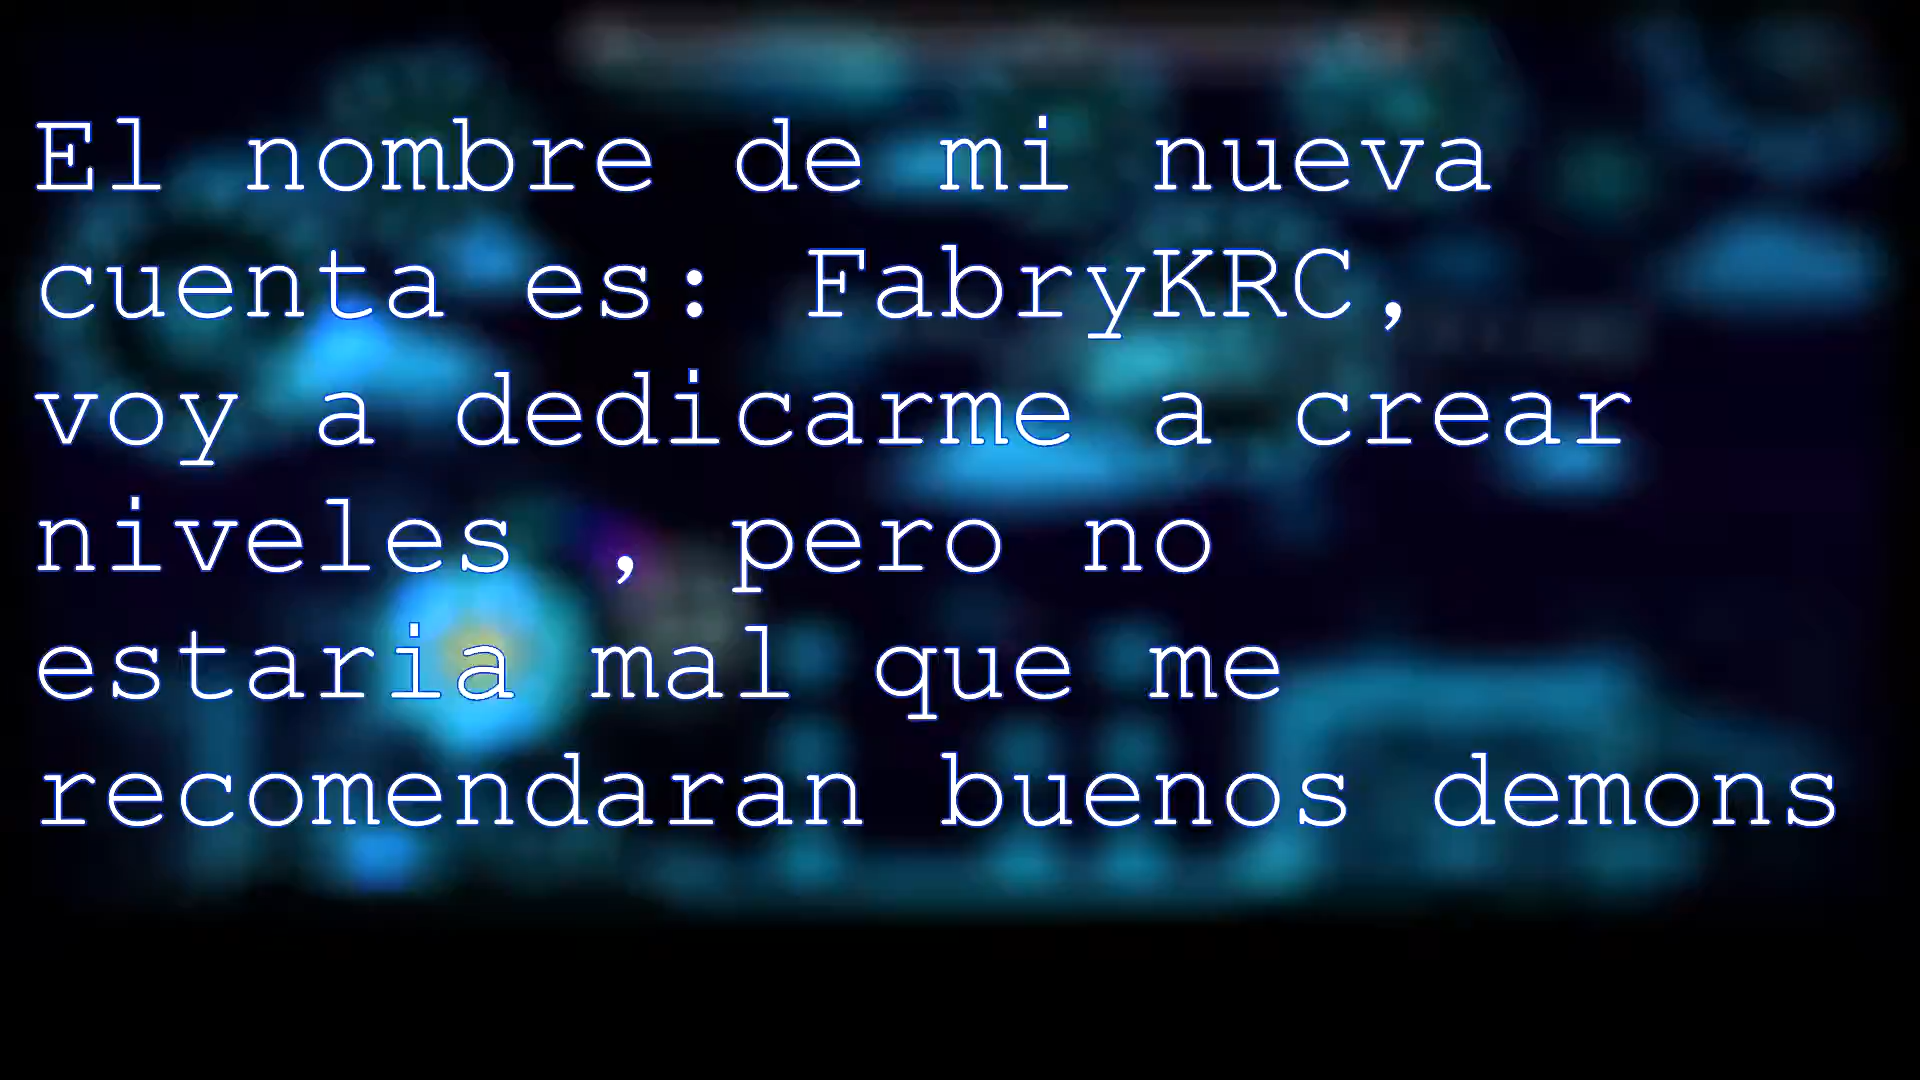 El nombre de mi nueva
cuenta es: FabryKRC,
voy a dedicarme a crear
niveles , pero no
estaria mal que me
recomendaran buenos demons